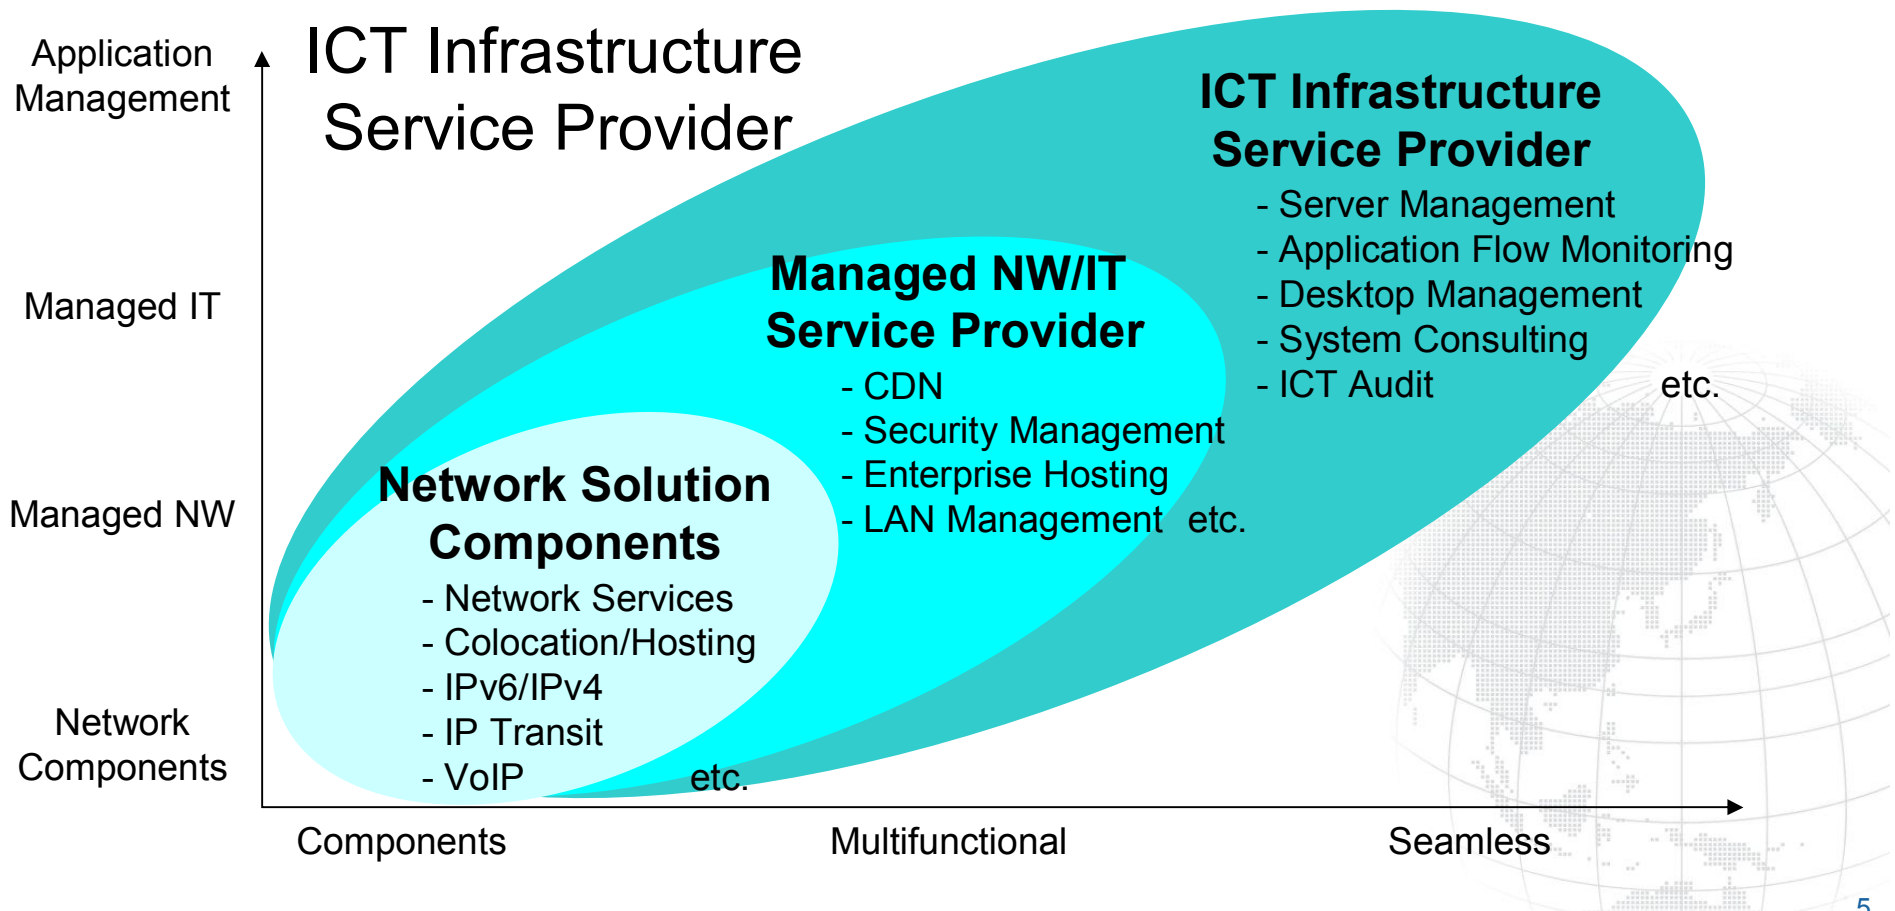 ICT Infrastructure
Service Provider
Application
Management
Managed IT
Managed NW
Network
Components
ICT Infrastructure
Service Provider
- Server Management
- Application Flow Monitoring
- Desktop Management
- System Consulting
- ICT Audit etc.
Managed NW/IT
Service Provider
- CDN
- Security Management
- Enterprise Hosting
- LAN Management etc.
Network Solution
Components
- Network Services
- Colocation/Hosting
- IPv6/IPv4
- IP Transit
- VoIP etc.
Components Multifunctional Seamless
5